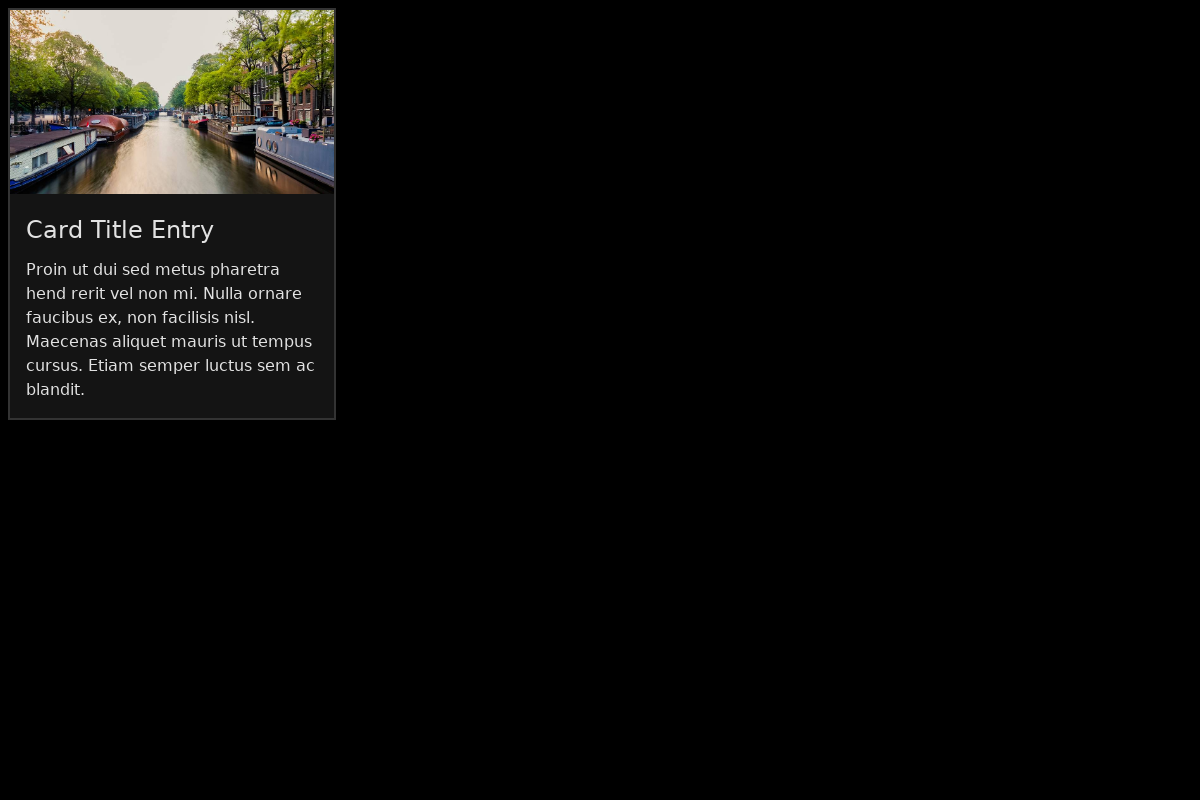 Card Title Entry
Proin ut dui sed metus pharetra
hend rerit vel non mi. Nulla ornare
faucibus ex, non facilisis nisl.
Maecenas aliquet mauris ut tempus
cursus. Etiam semper luctus sem ac
blandit.